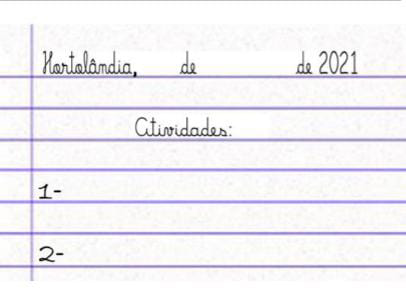 Hortolândia, de de 2021
Atividades:
1-
2-